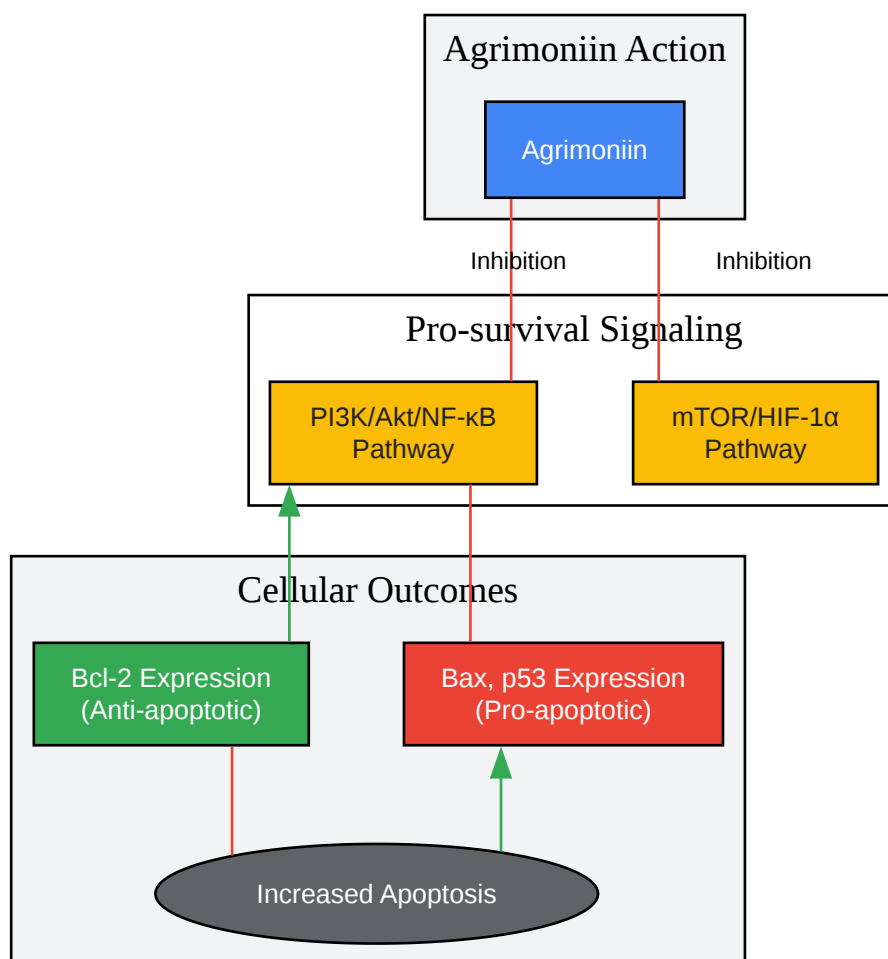 Agrimoniin Action
Agrimoniin
Inhibition
Inhibition
Pro-survival Signaling
PI3K/Akt/NF-κB
Pathway
mTOR/HIF-1α
Pathway
Cellular Outcomes
Bcl-2 Expression
(Anti-apoptotic)
Bax, p53 Expression
(Pro-apoptotic)
Increased Apoptosis